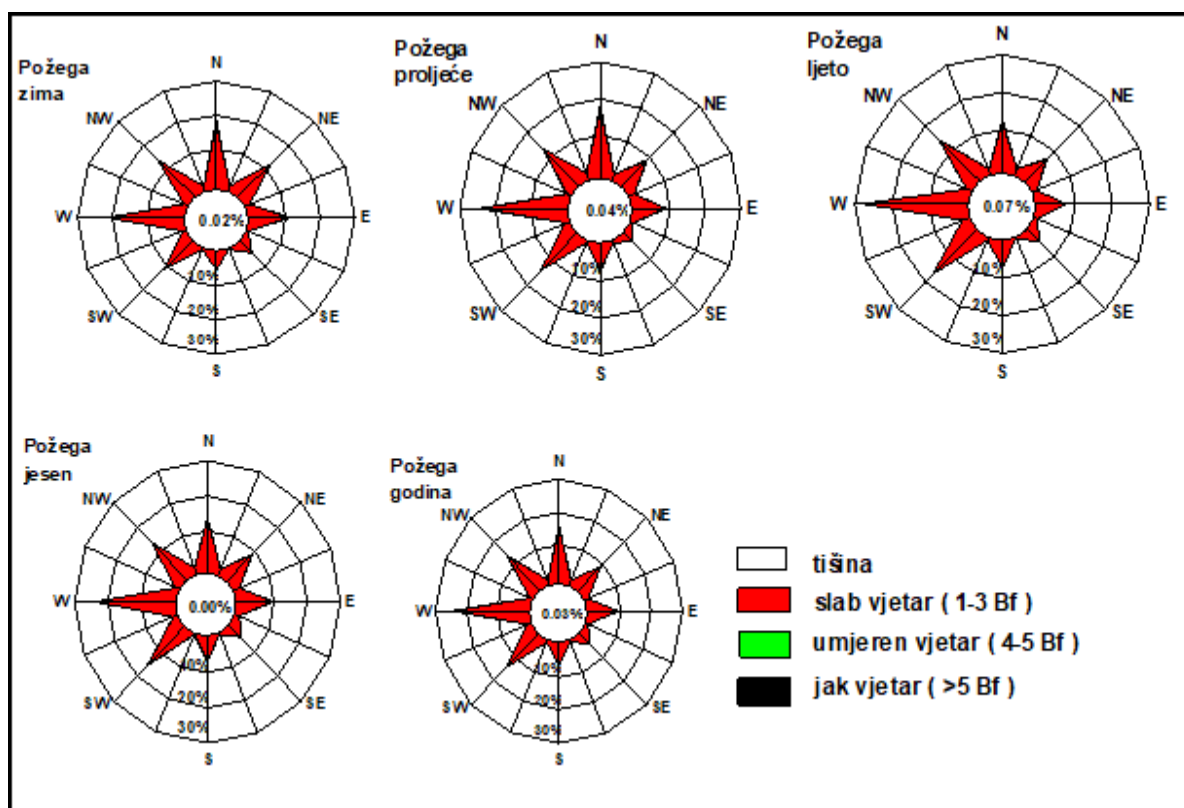 Požega
zima
N
NE
E
SE
S
SW
W
NW
0.02%
10%
20%
30%
Požega
proljeće
N
NE
E
SE
S
SW
W
NW
0.04%
10%
20%
30%
Požega
ljeto
N
NE
E
SE
S
SW
W
NW
0.07%
10%
20%
30%
Požega
jesen
N
NE
E
SE
S
SW
W
NW
0.00%
10%
20%
30%
Požega
godina
N
NE
E
SE
S
SW
W
NW
0.03%
10%
20%
30%
tišina
slab vjetar ( 1-3 Bf )
umjeren vjetar ( 4-5 Bf )
jak vjetar ( >5 Bf )